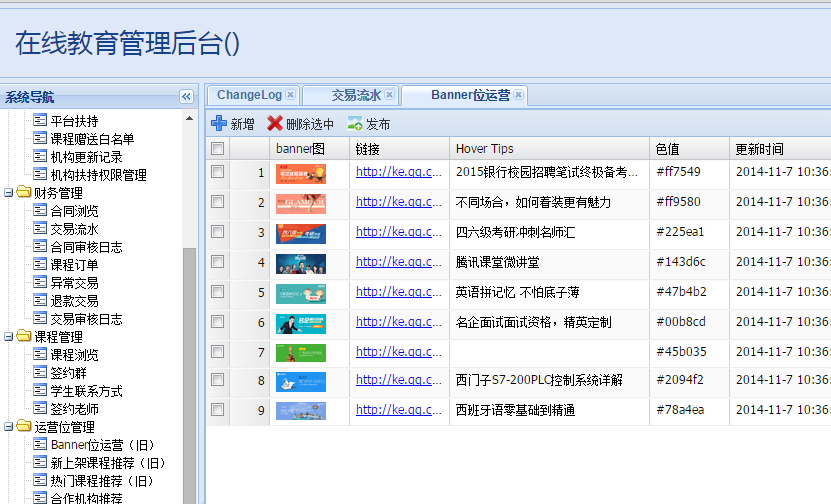 在线教育管理后台()
系统导航
平台扶持
课程赠送白名单
机构更新记录
机构扶持权限管理
财务管理
合同浏览
交易流水
合同审核日志
课程订单
异常交易
退款交易
交易审核日志
课程管理
课程浏览
签约群
学生联系方式
签约老师
运营位管理
Banner位运营（旧）
新上架课程推荐（旧）
热门课程推荐（旧）
合作机构推荐
ChangeLog 交易流水 Banner位运营
新增 删除选中 发布
banner图 链接 Hover Tips 色值 更新时间
1 http://ke.qq.c... 2015银行校园招聘笔试终极备考... #ff7549 2014-11-7 10:36:
2 http://ke.qq.c... 不同场合，如何着装更有魅力 #ff9580 2014-11-7 10:36:
3 http://ke.qq.c... 四六级考研冲刺名师汇 #225ea1 2014-11-7 10:36:
4 http://ke.qq.c... 腾讯课堂微讲堂 #143d6c 2014-11-7 10:36:
5 http://ke.qq.c... 英语拼记忆 不怕底子薄 #47b4b2 2014-11-7 10:36:
6 http://ke.qq.c... 名企面试面试资格，精英定制 #00b8cd 2014-11-7 10:36:
7 http://ke.qq.c... #45b035 2014-11-7 10:36:
8 http://ke.qq.c... 西门子S7-200PLC控制系统详解 #2094f2 2014-11-7 10:36:
9 http://ke.qq.c... 西班牙语零基础到精通 #78a4ea 2014-11-7 10:36: